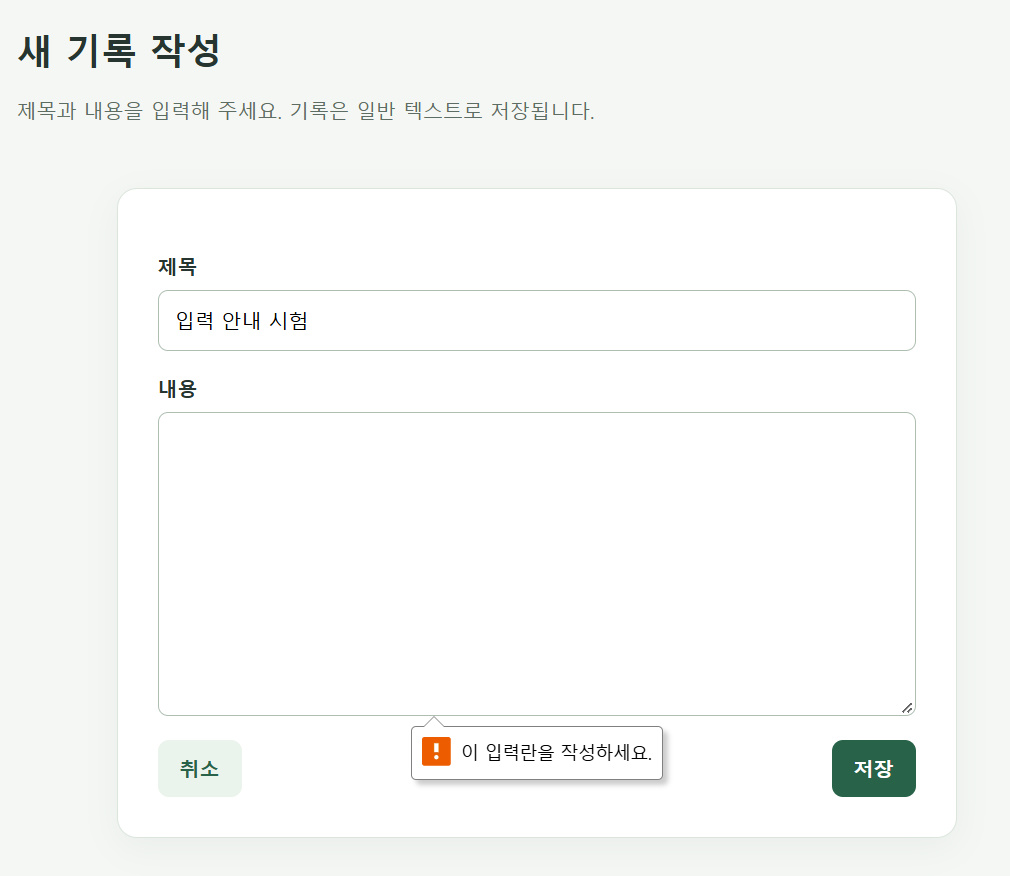 새 기록 작성
제목과 내용을 입력해 주세요. 기록은 일반 텍스트로 저장됩니다.
제목
입력 안내 시험
내용
이 입력란을 작성하세요.
취소
저장